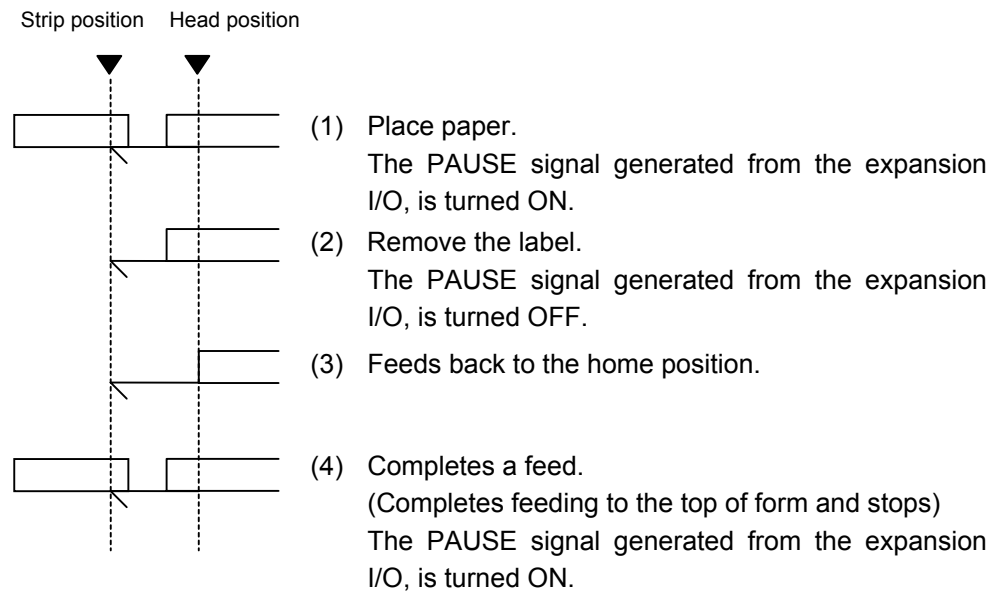 Strip position Head position
(1) Place paper.
The PAUSE signal generated from the expansion
I/O, is turned ON.
(2) Remove the label.
The PAUSE signal generated from the expansion
I/O, is turned OFF.
(3) Feeds back to the home position.
(4) Completes a feed.
(Completes feeding to the top of form and stops)
The PAUSE signal generated from the expansion
I/O, is turned ON.